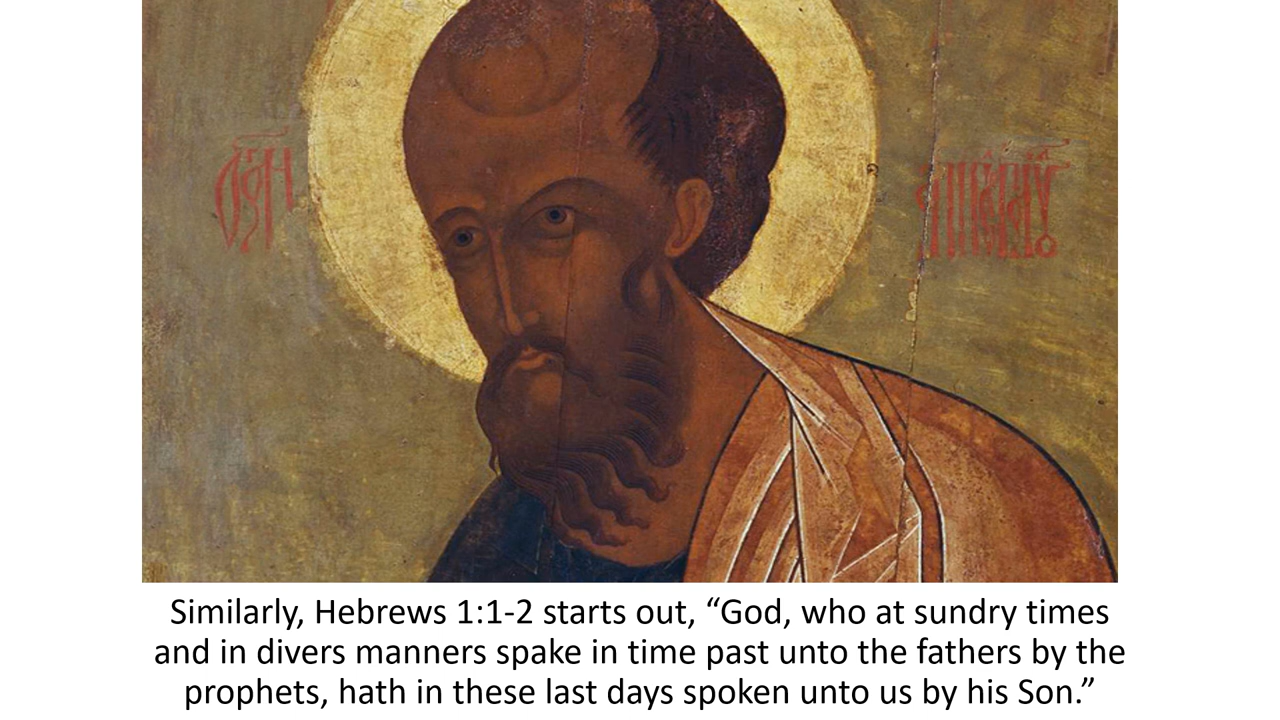 Similarly, Hebrews 1:1-2 starts out, “God, who at sundry times
and in divers manners spake in time past unto the fathers by the
prophets, hath in these last days spoken unto us by his Son.”